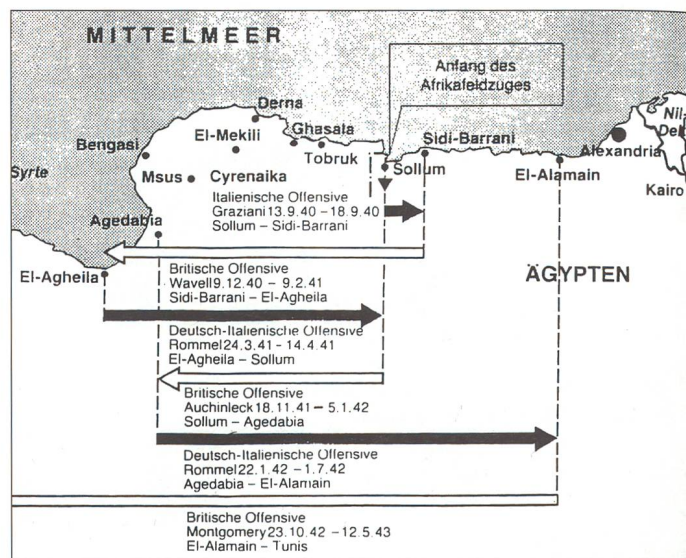 MITTELMEER
Anfang des
Afrikafeldzuges
Derna
El-Mekili
Ghasala
Bengasi
Tobruk
Sollum
Sidi-Barrani
El-Alamain
Alexandria
Nil-
Del
Kairo
Syrte
Msus
Cyrenaika
Agedabia
El-Agheila
ÄGYPTEN
Italienische Offensive
Graziani 13.9.40 – 18.9.40
Sollum – Sidi-Barrani
Britische Offensive
Wavell 9.12.40 – 9.2.41
Sidi-Barrani – El-Agheila
Deutsch-Italienische Offensive
Rommel 24.3.41 – 14.4.41
El-Agheila – Sollum
Britische Offensive
Auchinleck 18.11.41 – 5.1.42
Sollum – Agedabia
Deutsch-Italienische Offensive
Rommel 22.1.42 – 1.7.42
Agedabia – El-Alamain
Britische Offensive
Montgomery 23.10.42 – 12.5.43
El-Alamain – Tunis